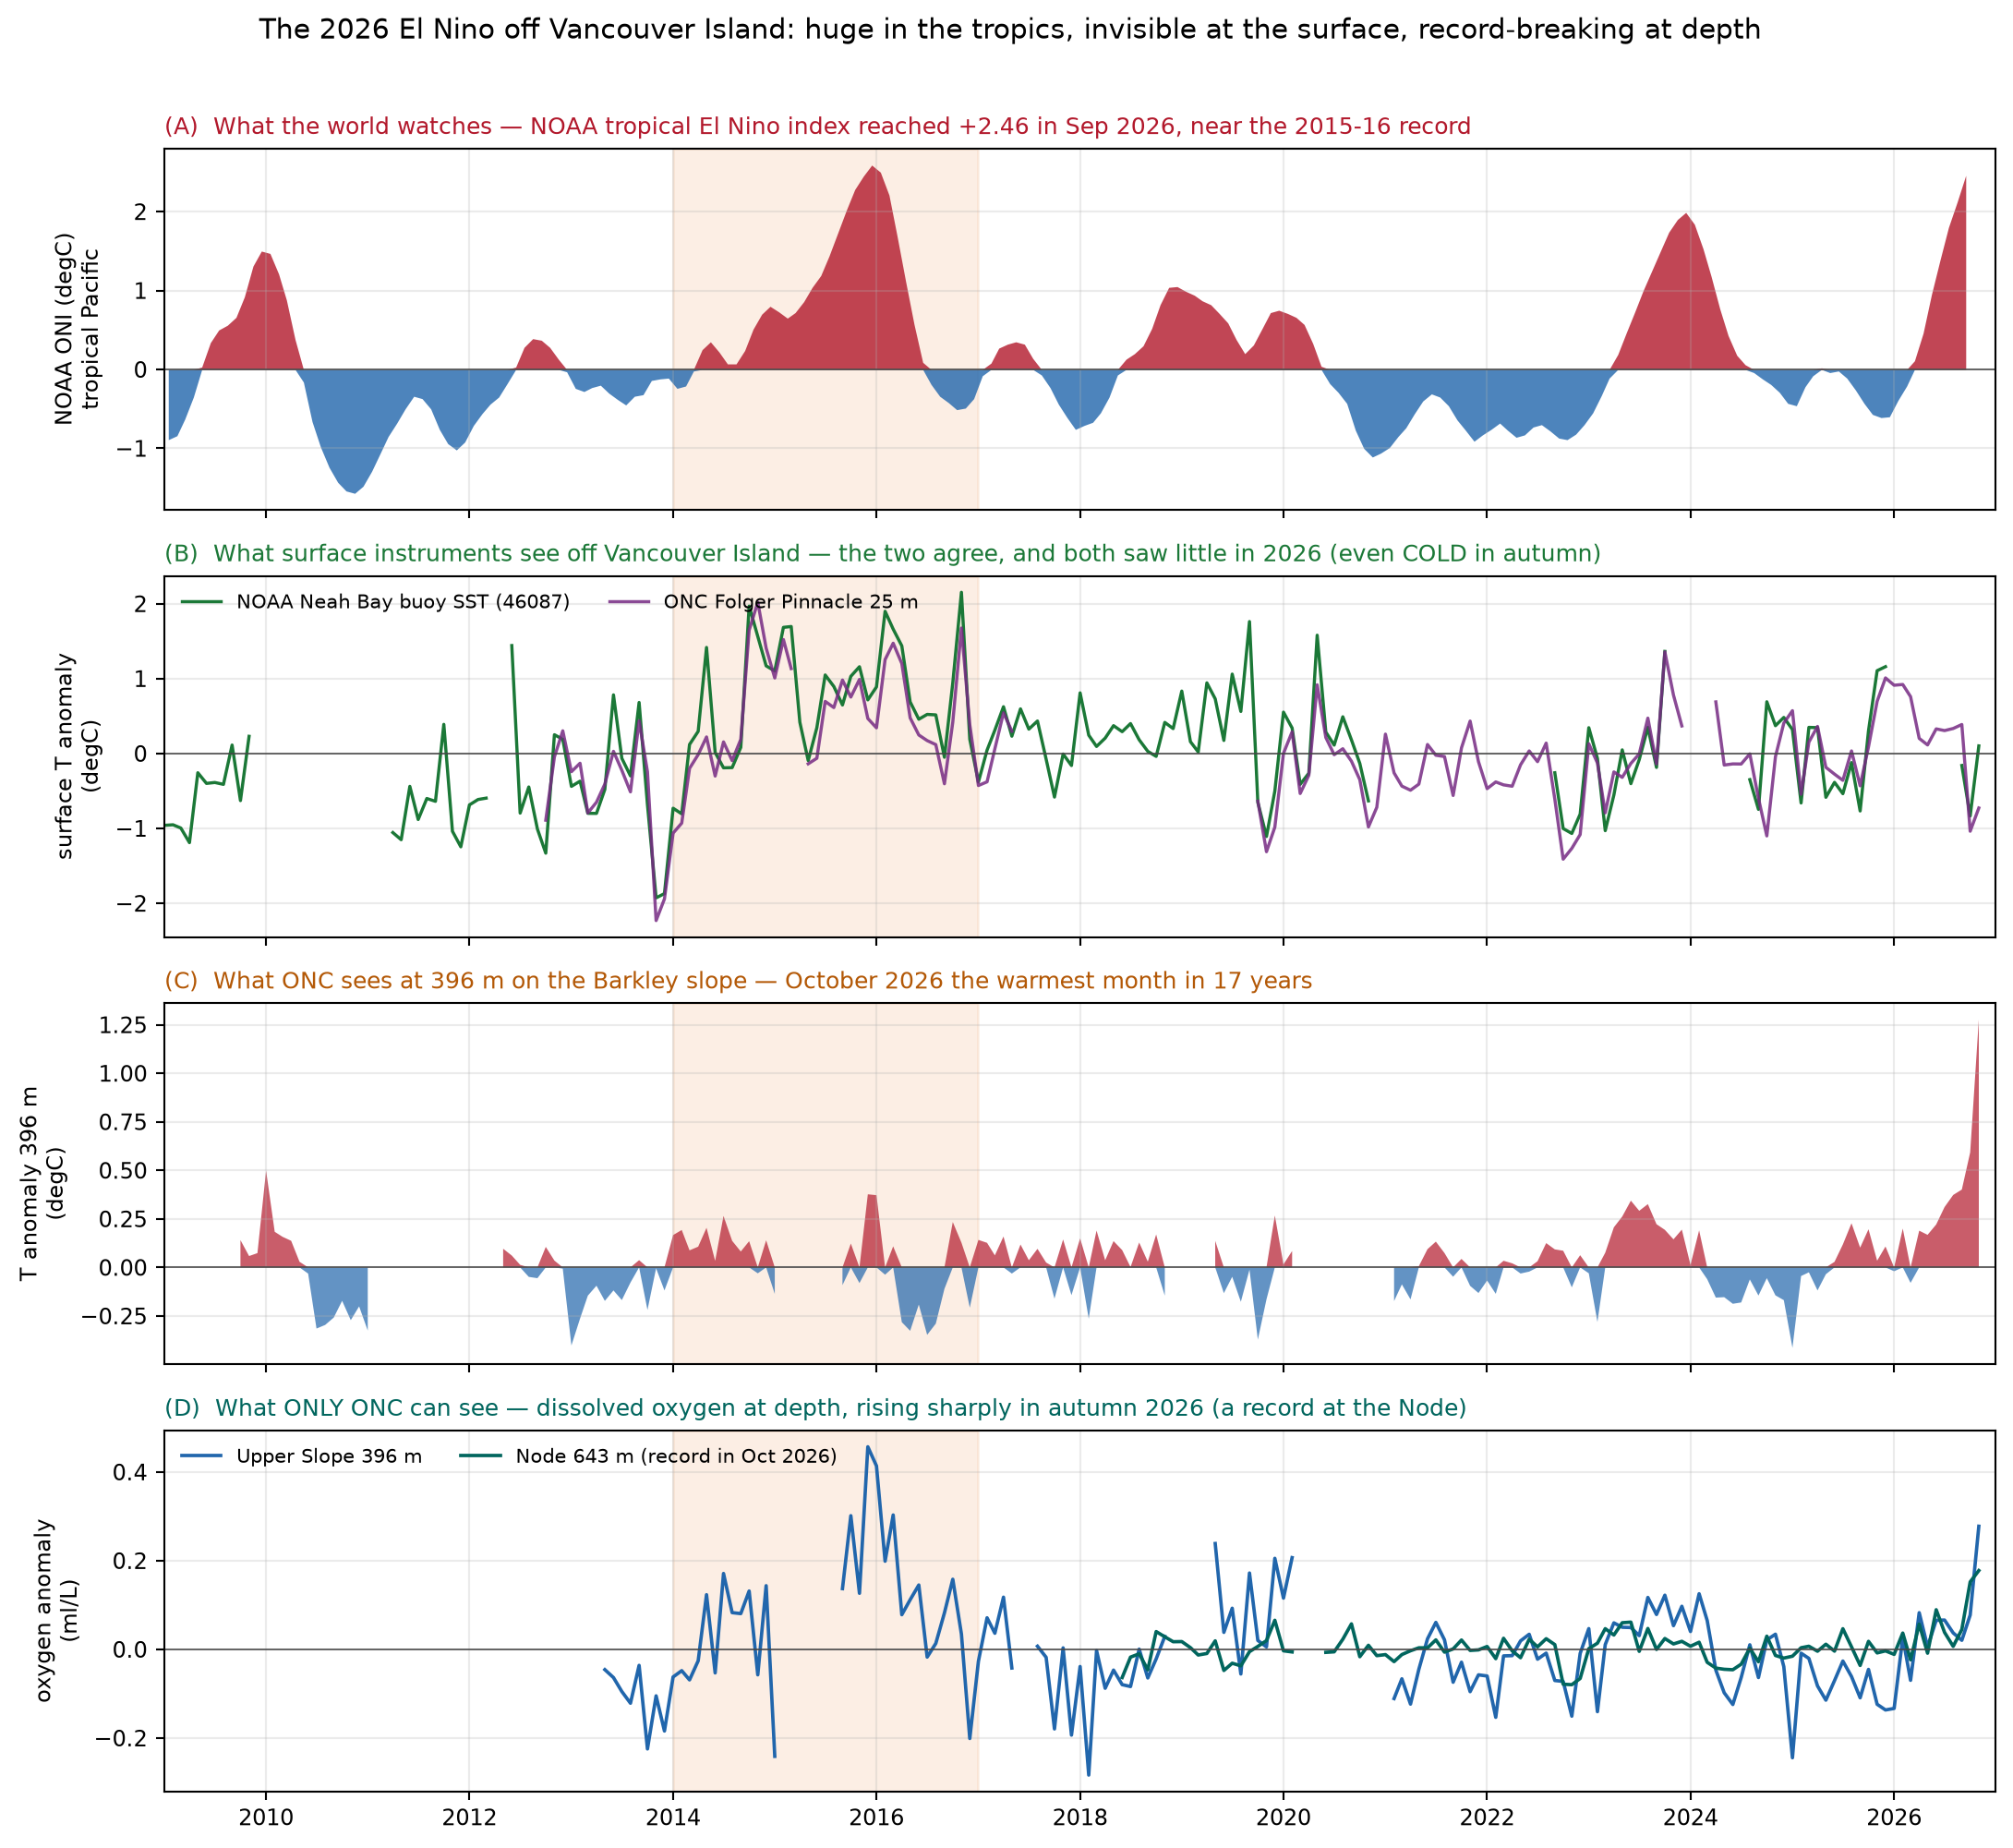 The 2026 El Nino off Vancouver Island: huge in the tropics, invisible at the surface, record-breaking at depth
(A)  What the world watches — NOAA tropical El Nino index reached +2.46 in Sep 2026, near the 2015-16 record
NOAA ONI (degC)
tropical Pacific
2
1
0
−1
(B)  What surface instruments see off Vancouver Island — the two agree, and both saw little in 2026 (even COLD in autumn)
NOAA Neah Bay buoy SST (46087)
ONC Folger Pinnacle 25 m
surface T anomaly
(degC)
2
1
0
−1
−2
(C)  What ONC sees at 396 m on the Barkley slope — October 2026 the warmest month in 17 years
T anomaly 396 m
(degC)
1.25
1.00
0.75
0.50
0.25
0.00
−0.25
(D)  What ONLY ONC can see — dissolved oxygen at depth, rising sharply in autumn 2026 (a record at the Node)
Upper Slope 396 m
Node 643 m (record in Oct 2026)
oxygen anomaly
(ml/L)
0.4
0.2
0.0
−0.2
2010 2012 2014 2016 2018 2020 2022 2024 2026